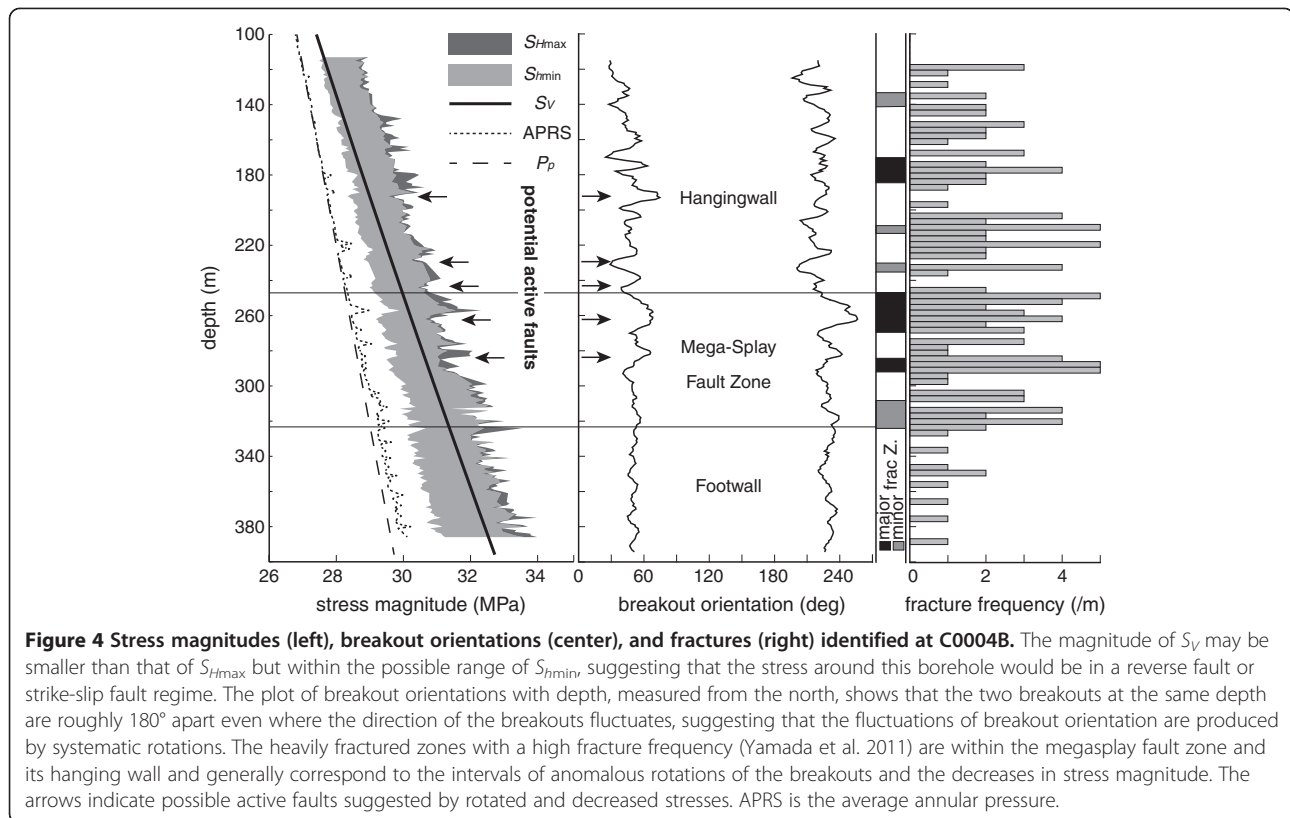 100
140
180
220
260
300
340
380
depth (m)
26 28 30 32 34
stress magnitude (MPa)
SHmax
Shmin
SV
APRS
Pp
potential active faults
Hangingwall
Mega-Splay
Fault Zone
Footwall
0 60 120 180 240
breakout orientation (deg)
major
minor
frac Z.
0 2 4
fracture frequency (/m)
Figure 4 Stress magnitudes (left), breakout orientations (center), and fractures (right) identified at C0004B. The magnitude of SV may be
smaller than that of SHmax but within the possible range of Shmin, suggesting that the stress around this borehole would be in a reverse fault or
strike-slip fault regime. The plot of breakout orientations with depth, measured from the north, shows that the two breakouts at the same depth
are roughly 180° apart even where the direction of the breakouts fluctuates, suggesting that the fluctuations of breakout orientation are produced
by systematic rotations. The heavily fractured zones with a high fracture frequency (Yamada et al. 2011) are within the megasplay fault zone and
its hanging wall and generally correspond to the intervals of anomalous rotations of the breakouts and the decreases in stress magnitude. The
arrows indicate possible active faults suggested by rotated and decreased stresses. APRS is the average annular pressure.